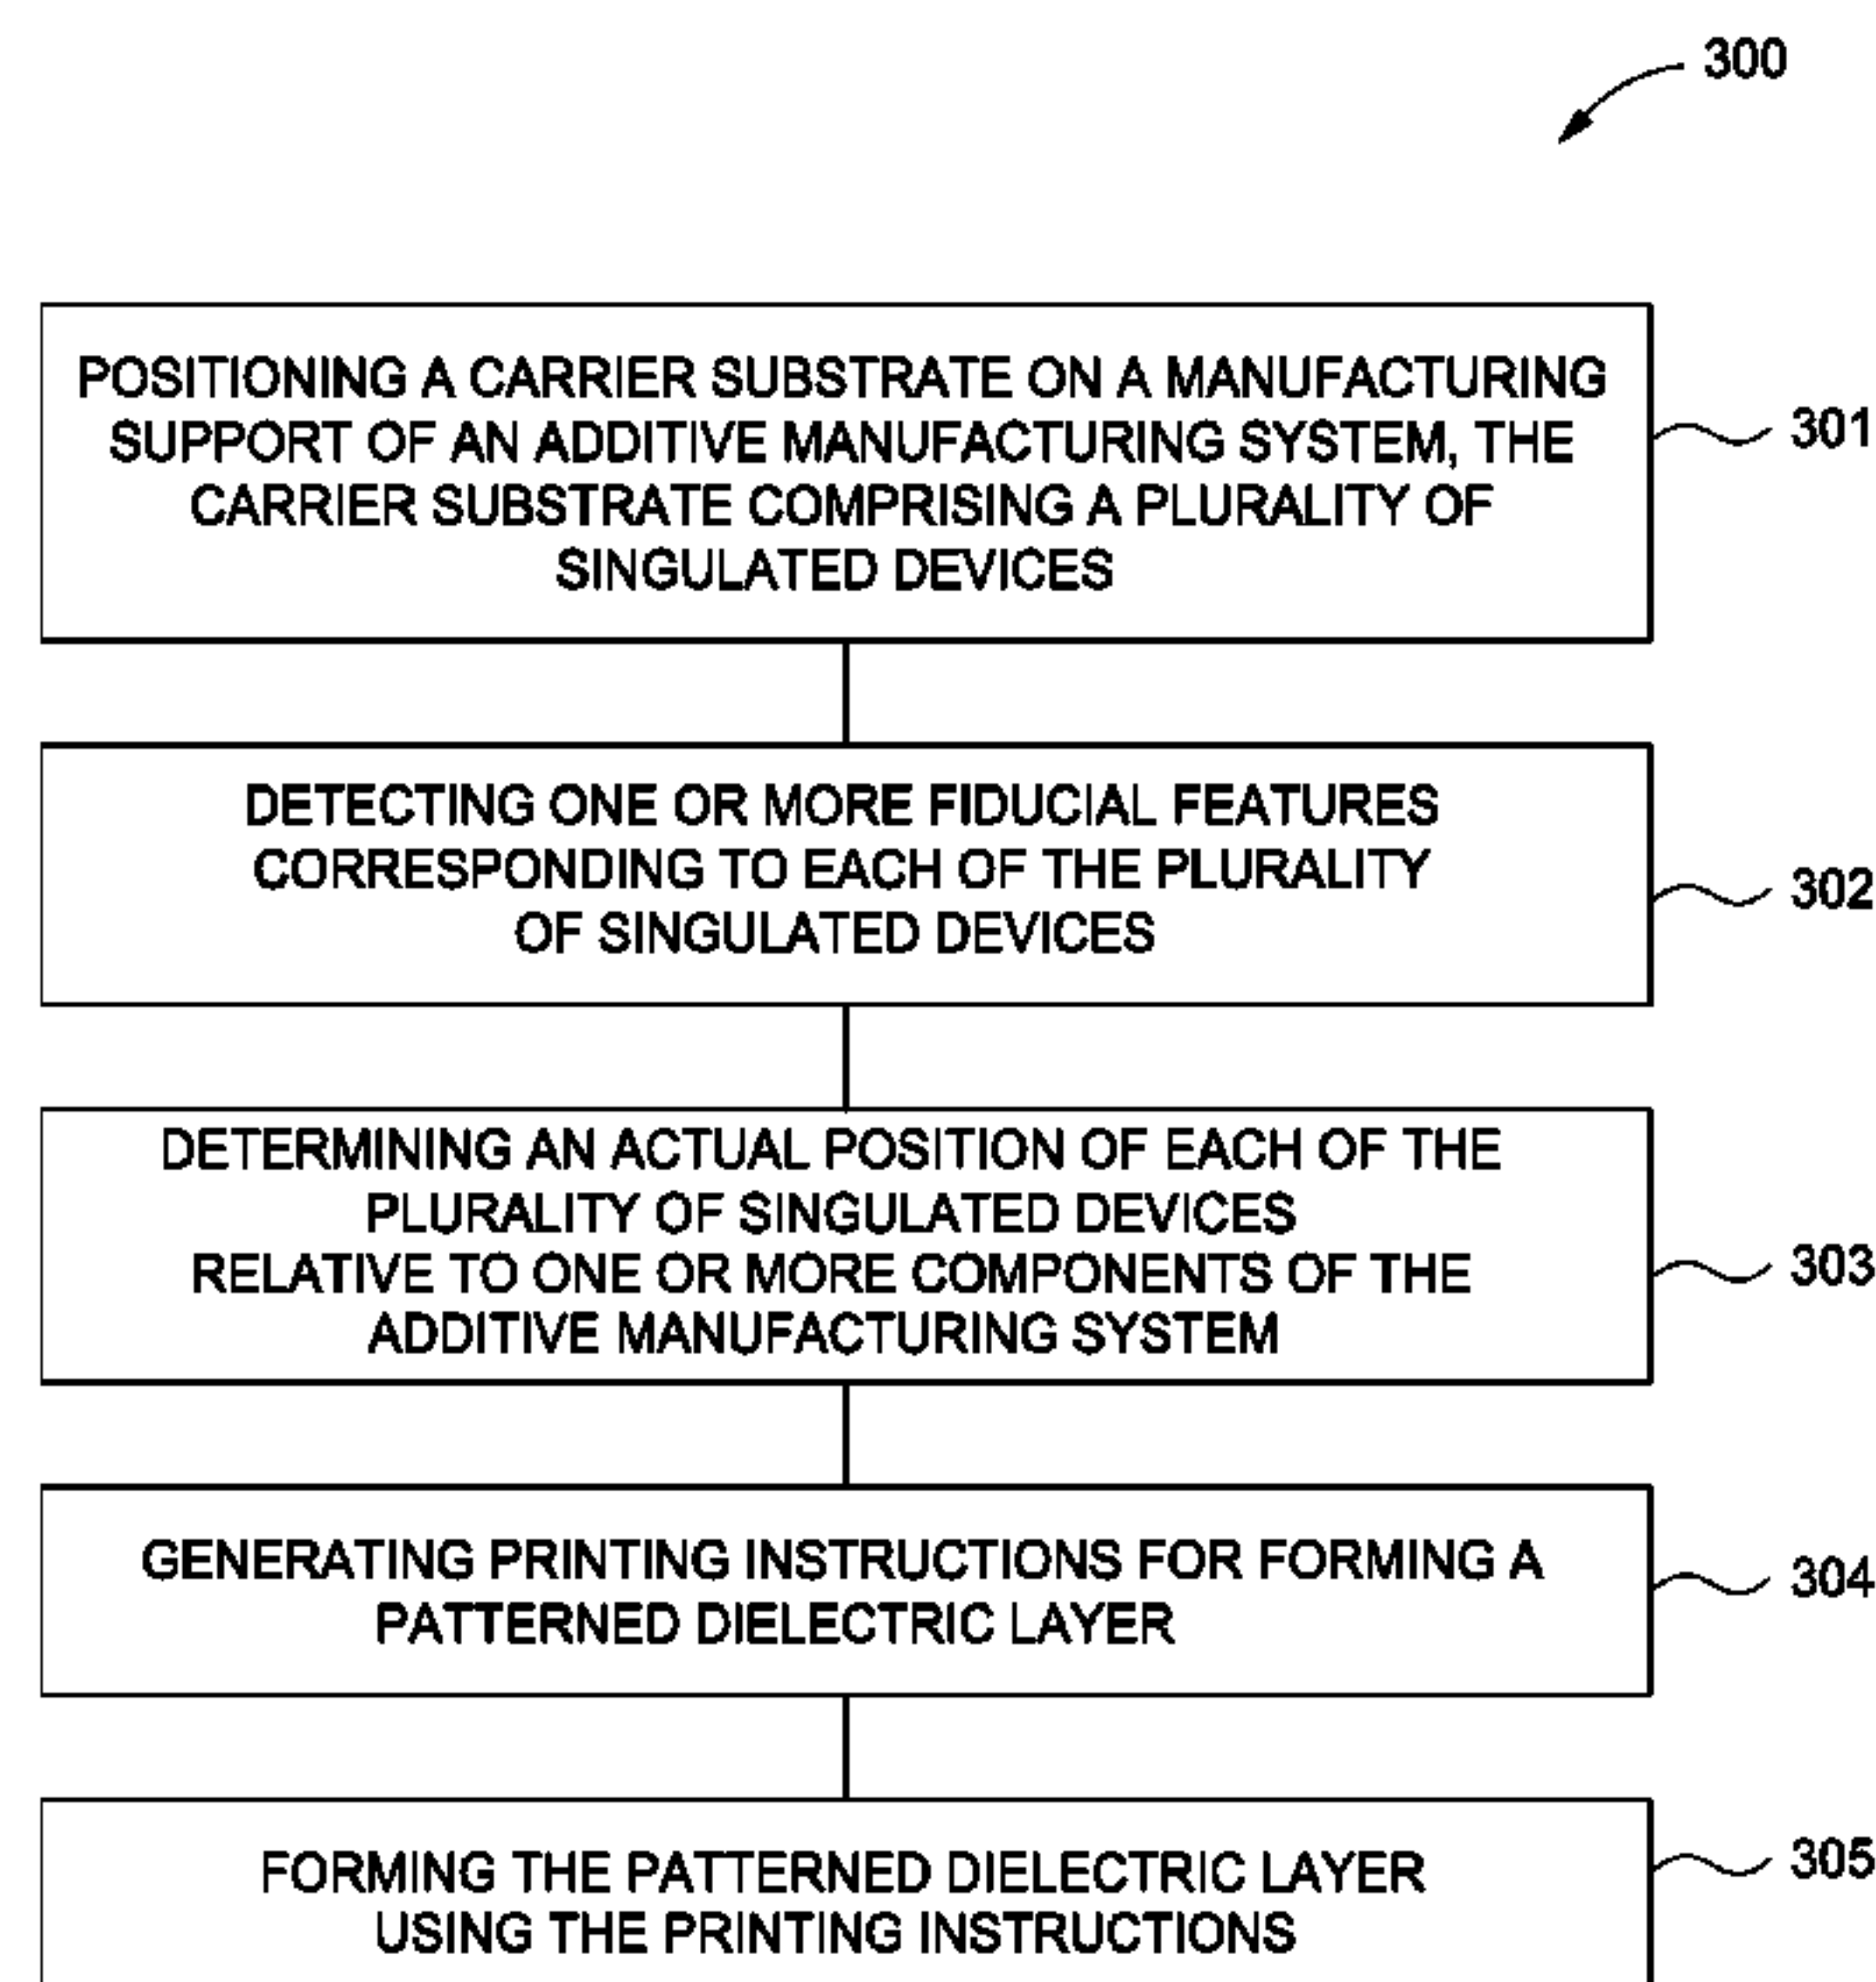 300
POSITIONING A CARRIER SUBSTRATE ON A MANUFACTURING
SUPPORT OF AN ADDITIVE MANUFACTURING SYSTEM, THE
CARRIER SUBSTRATE COMPRISING A PLURALITY OF
SINGULATED DEVICES
301
DETECTING ONE OR MORE FIDUCIAL FEATURES
CORRESPONDING TO EACH OF THE PLURALITY
OF SINGULATED DEVICES
302
DETERMINING AN ACTUAL POSITION OF EACH OF THE
PLURALITY OF SINGULATED DEVICES
RELATIVE TO ONE OR MORE COMPONENTS OF THE
ADDITIVE MANUFACTURING SYSTEM
303
GENERATING PRINTING INSTRUCTIONS FOR FORMING A
PATTERNED DIELECTRIC LAYER
304
FORMING THE PATTERNED DIELECTRIC LAYER
USING THE PRINTING INSTRUCTIONS
305